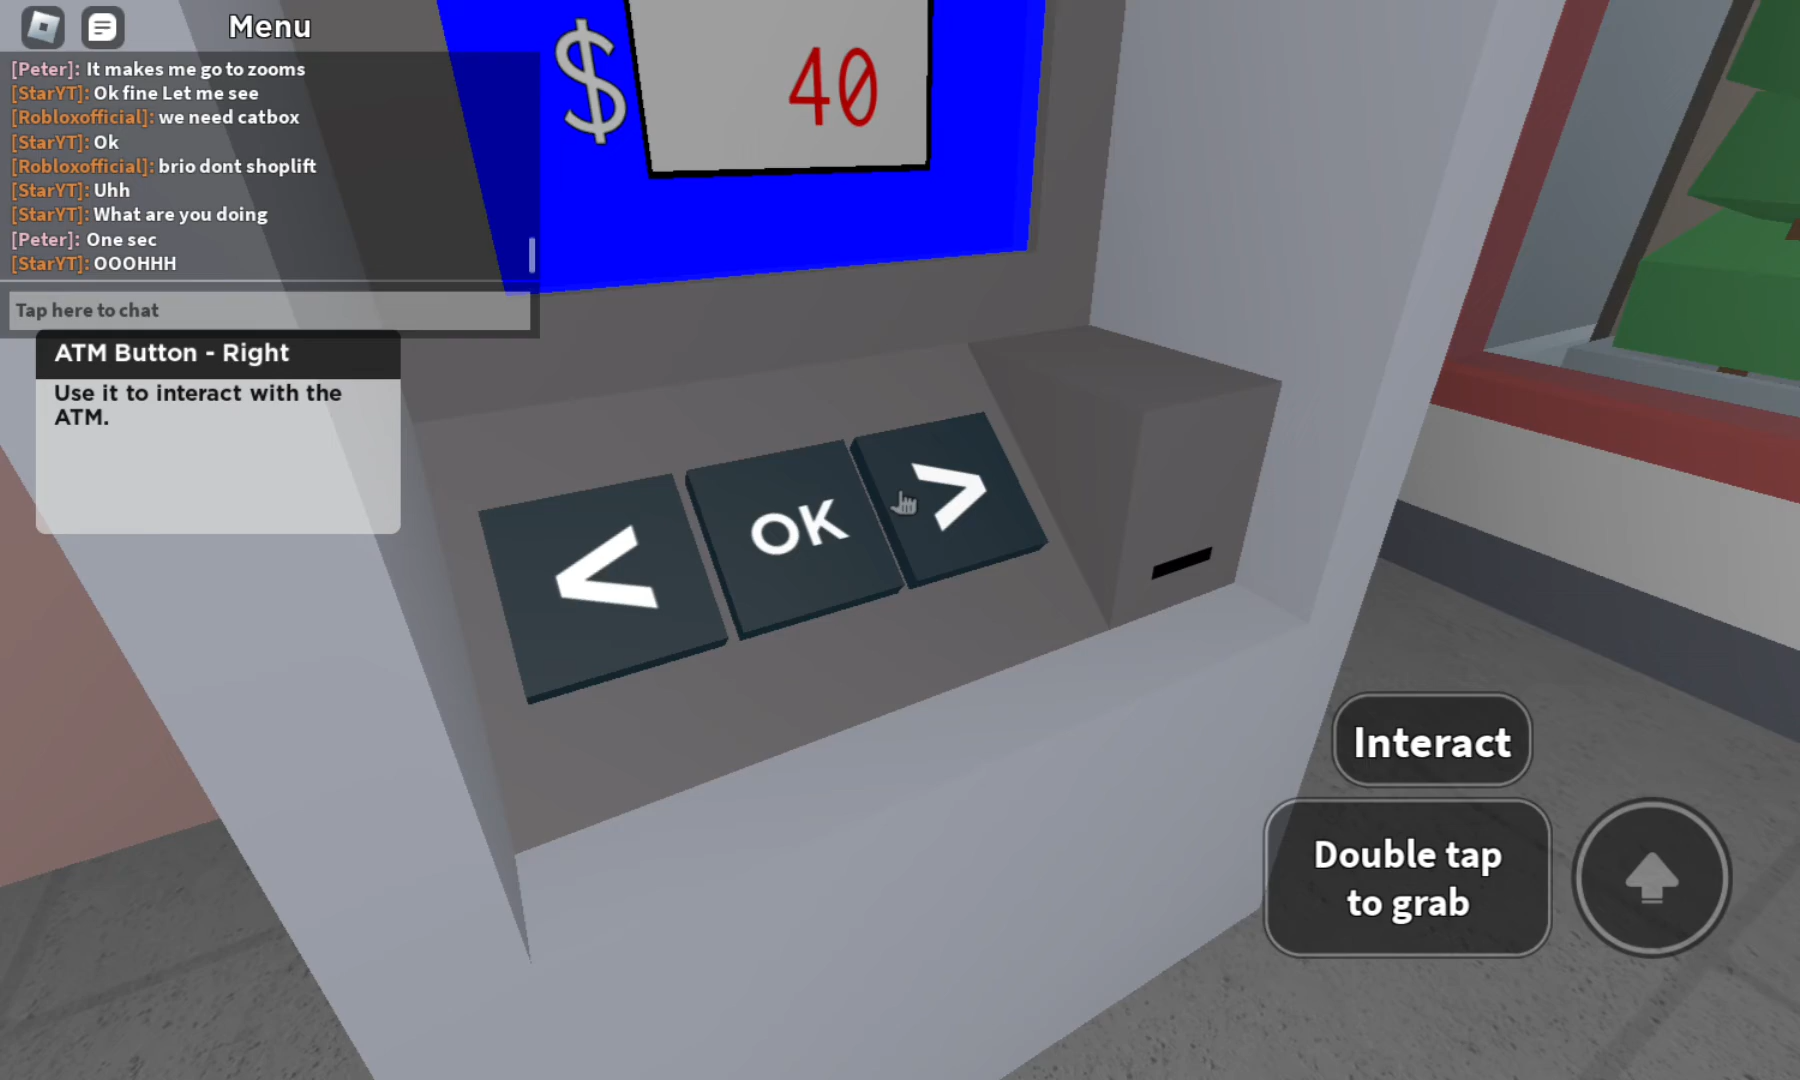 Menu
[Peter]: It makes me go to zooms
[StarYT]: Ok fine Let me see
[Robloxofficial]: we need catbox
[StarYT]: Ok
[Robloxofficial]: brio dont shoplift
[StarYT]: Uhh
[StarYT]: What are you doing
[Peter]: One sec
[StarYT]: OOOHHH
Tap here to chat
ATM Button - Right
Use it to interact with the
ATM.
$ 40
< OK >
Interact
Double tap
to grab